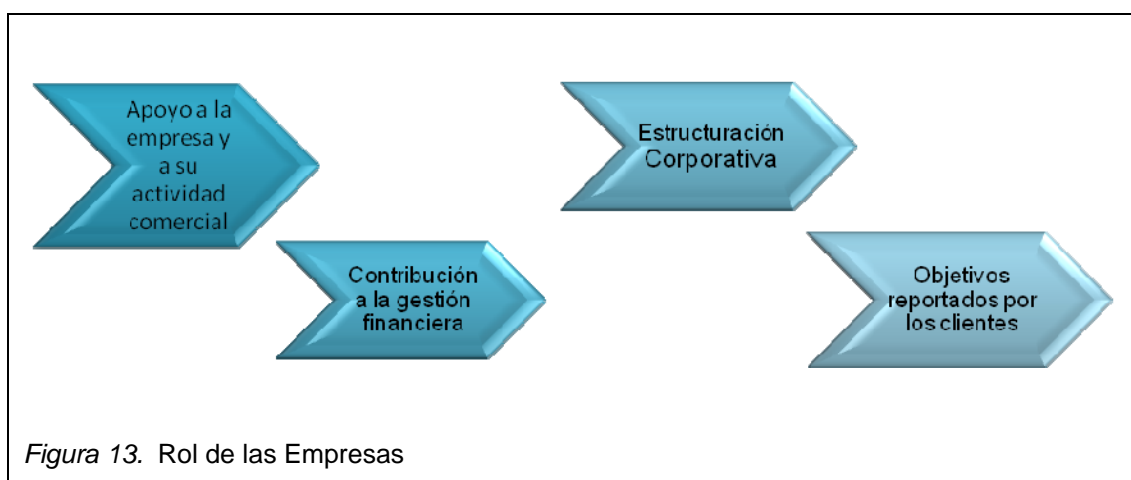 Apoyo a la
empresa y
a su
actividad
comercial
Contribución
a la gestión
financiera
Estructuración
Corporativa
Objetivos
reportados por
los clientes
Figura 13. Rol de las Empresas